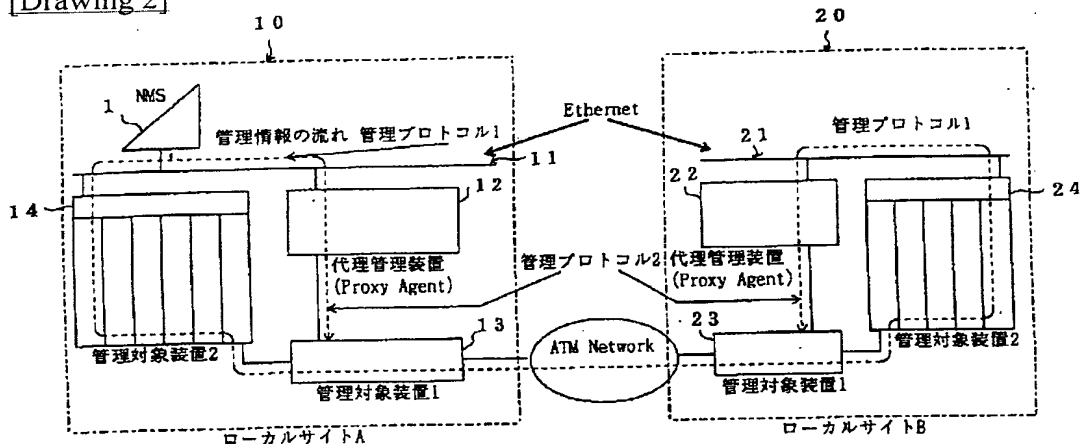 [Drawing 2]
10
20
NMS
1
管理情報の流れ 管理プロトコル1
Ethernet
11
管理プロトコル1
21
14
12
22
24
代理管理装置
(Proxy Agent)
管理プロトコル2
代理管理装置
(Proxy Agent)
13
23
管理対象装置2
ATM Network
管理対象装置2
管理対象装置1
管理対象装置1
ローカルサイトA
ローカルサイトB